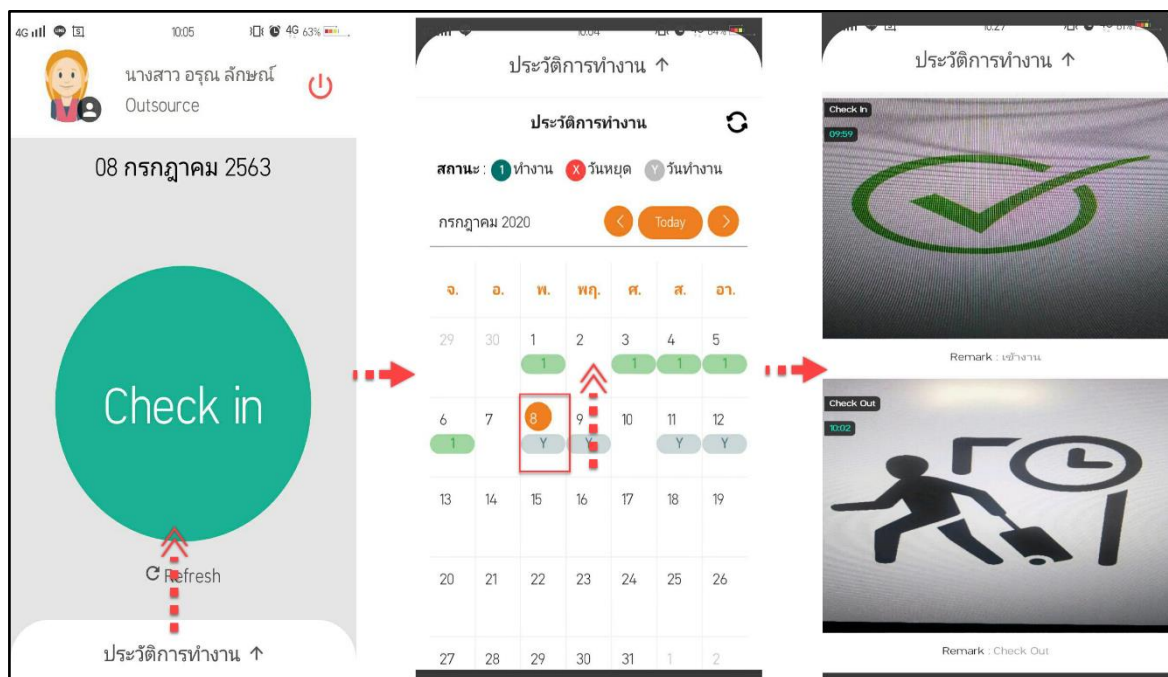 4G 10:05 4G 63%
นางสาว อรุณ ลักษณ์
Outsource
08 กรกฎาคม 2563
Check in
Refresh
ประวัติการทำงาน ↑
ประวัติการทำงาน ↑
ประวัติการทำงาน
สถานะ : 1 ทำงาน X วันหยุด Y วันทำงาน
กรกฎาคม 2020 < Today >
จ. อ. พ. พฤ. ศ. ส. อา.
29 30 1 2 3 4 5
1 1 1 1
6 7 8 9 10 11 12
1 Y Y Y Y
13 14 15 16 17 18 19
20 21 22 23 24 25 26
27 28 29 30 31 1 2
ประวัติการทำงาน ↑
Check In
09:59
Remark : เข้างาน
Check Out
10:02
Remark : Check Out